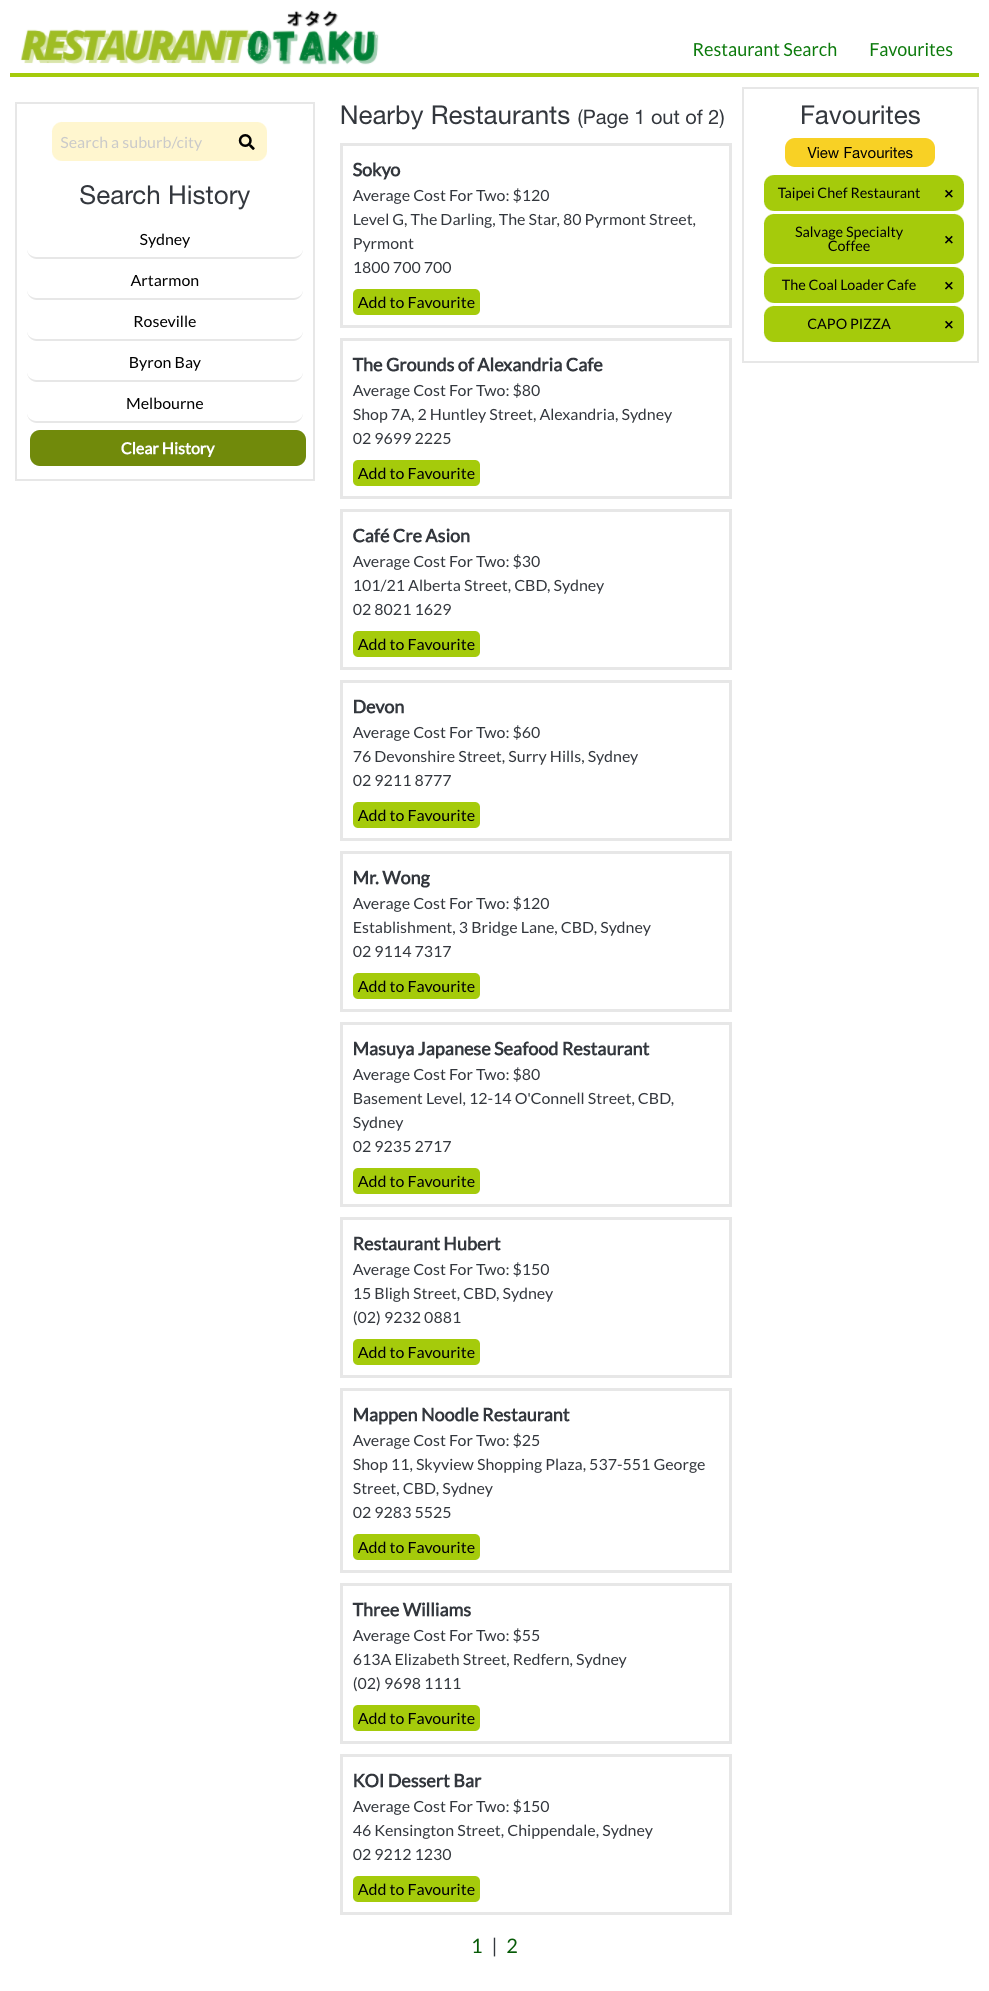 オタク
RESTAURANTOTAKU
Restaurant Search
Favourites
Search a suburb/city
Search History
Sydney
Artarmon
Roseville
Byron Bay
Melbourne
Clear History
Nearby Restaurants (Page 1 out of 2)
Sokyo
Average Cost For Two: $120
Level G, The Darling, The Star, 80 Pyrmont Street,
Pyrmont
1800 700 700
Add to Favourite
The Grounds of Alexandria Cafe
Average Cost For Two: $80
Shop 7A, 2 Huntley Street, Alexandria, Sydney
02 9699 2225
Add to Favourite
Café Cre Asion
Average Cost For Two: $30
101/21 Alberta Street, CBD, Sydney
02 8021 1629
Add to Favourite
Devon
Average Cost For Two: $60
76 Devonshire Street, Surry Hills, Sydney
02 9211 8777
Add to Favourite
Mr. Wong
Average Cost For Two: $120
Establishment, 3 Bridge Lane, CBD, Sydney
02 9114 7317
Add to Favourite
Masuya Japanese Seafood Restaurant
Average Cost For Two: $80
Basement Level, 12-14 O'Connell Street, CBD,
Sydney
02 9235 2717
Add to Favourite
Restaurant Hubert
Average Cost For Two: $150
15 Bligh Street, CBD, Sydney
(02) 9232 0881
Add to Favourite
Mappen Noodle Restaurant
Average Cost For Two: $25
Shop 11, Skyview Shopping Plaza, 537-551 George
Street, CBD, Sydney
02 9283 5525
Add to Favourite
Three Williams
Average Cost For Two: $55
613A Elizabeth Street, Redfern, Sydney
(02) 9698 1111
Add to Favourite
KOI Dessert Bar
Average Cost For Two: $150
46 Kensington Street, Chippendale, Sydney
02 9212 1230
Add to Favourite
1 | 2
Favourites
View Favourites
Taipei Chef Restaurant ×
Salvage Specialty
Coffee ×
The Coal Loader Cafe ×
CAPO PIZZA ×